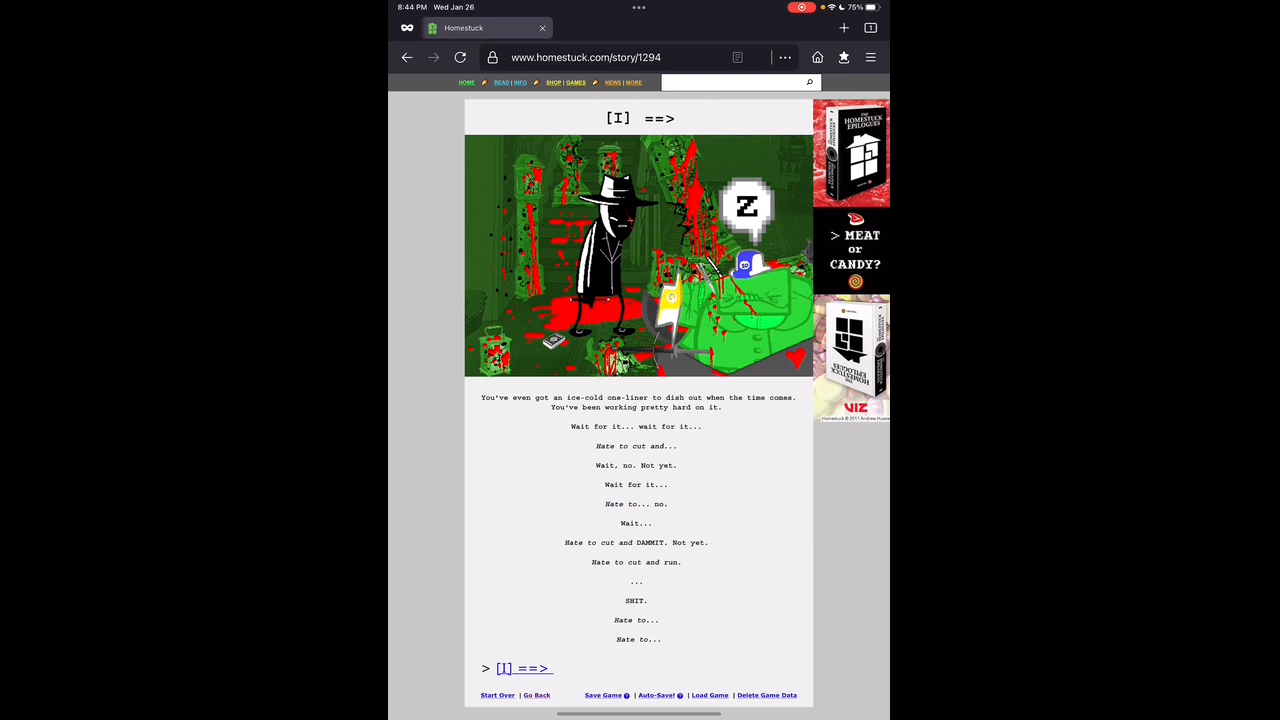 8:44 PM Wed Jan 26
75%
Homestuck
1
www.homestuck.com/story/1294
HOME READ | INFO SHOP | GAMES NEWS | MORE
[I] ==>
THE HOMESTUCK EPILOGUES
Z
> MEAT
or
CANDY?
THE HOMESTUCK EPILOGUES
VIZ
Homestuck © 2011 Andrew Hussie
You've even got an ice-cold one-liner to dish out when the time comes.
You've been working pretty hard on it.
Wait for it... wait for it...
Hate to cut and...
Wait, no. Not yet.
Wait for it...
Hate to... no.
Wait...
Hate to cut and DAMMIT. Not yet.
Hate to cut and run.
...
SHIT.
Hate to...
Hate to...
> [I] ==>
Start Over | Go Back Save Game ? | Auto-Save! ? | Load Game | Delete Game Data